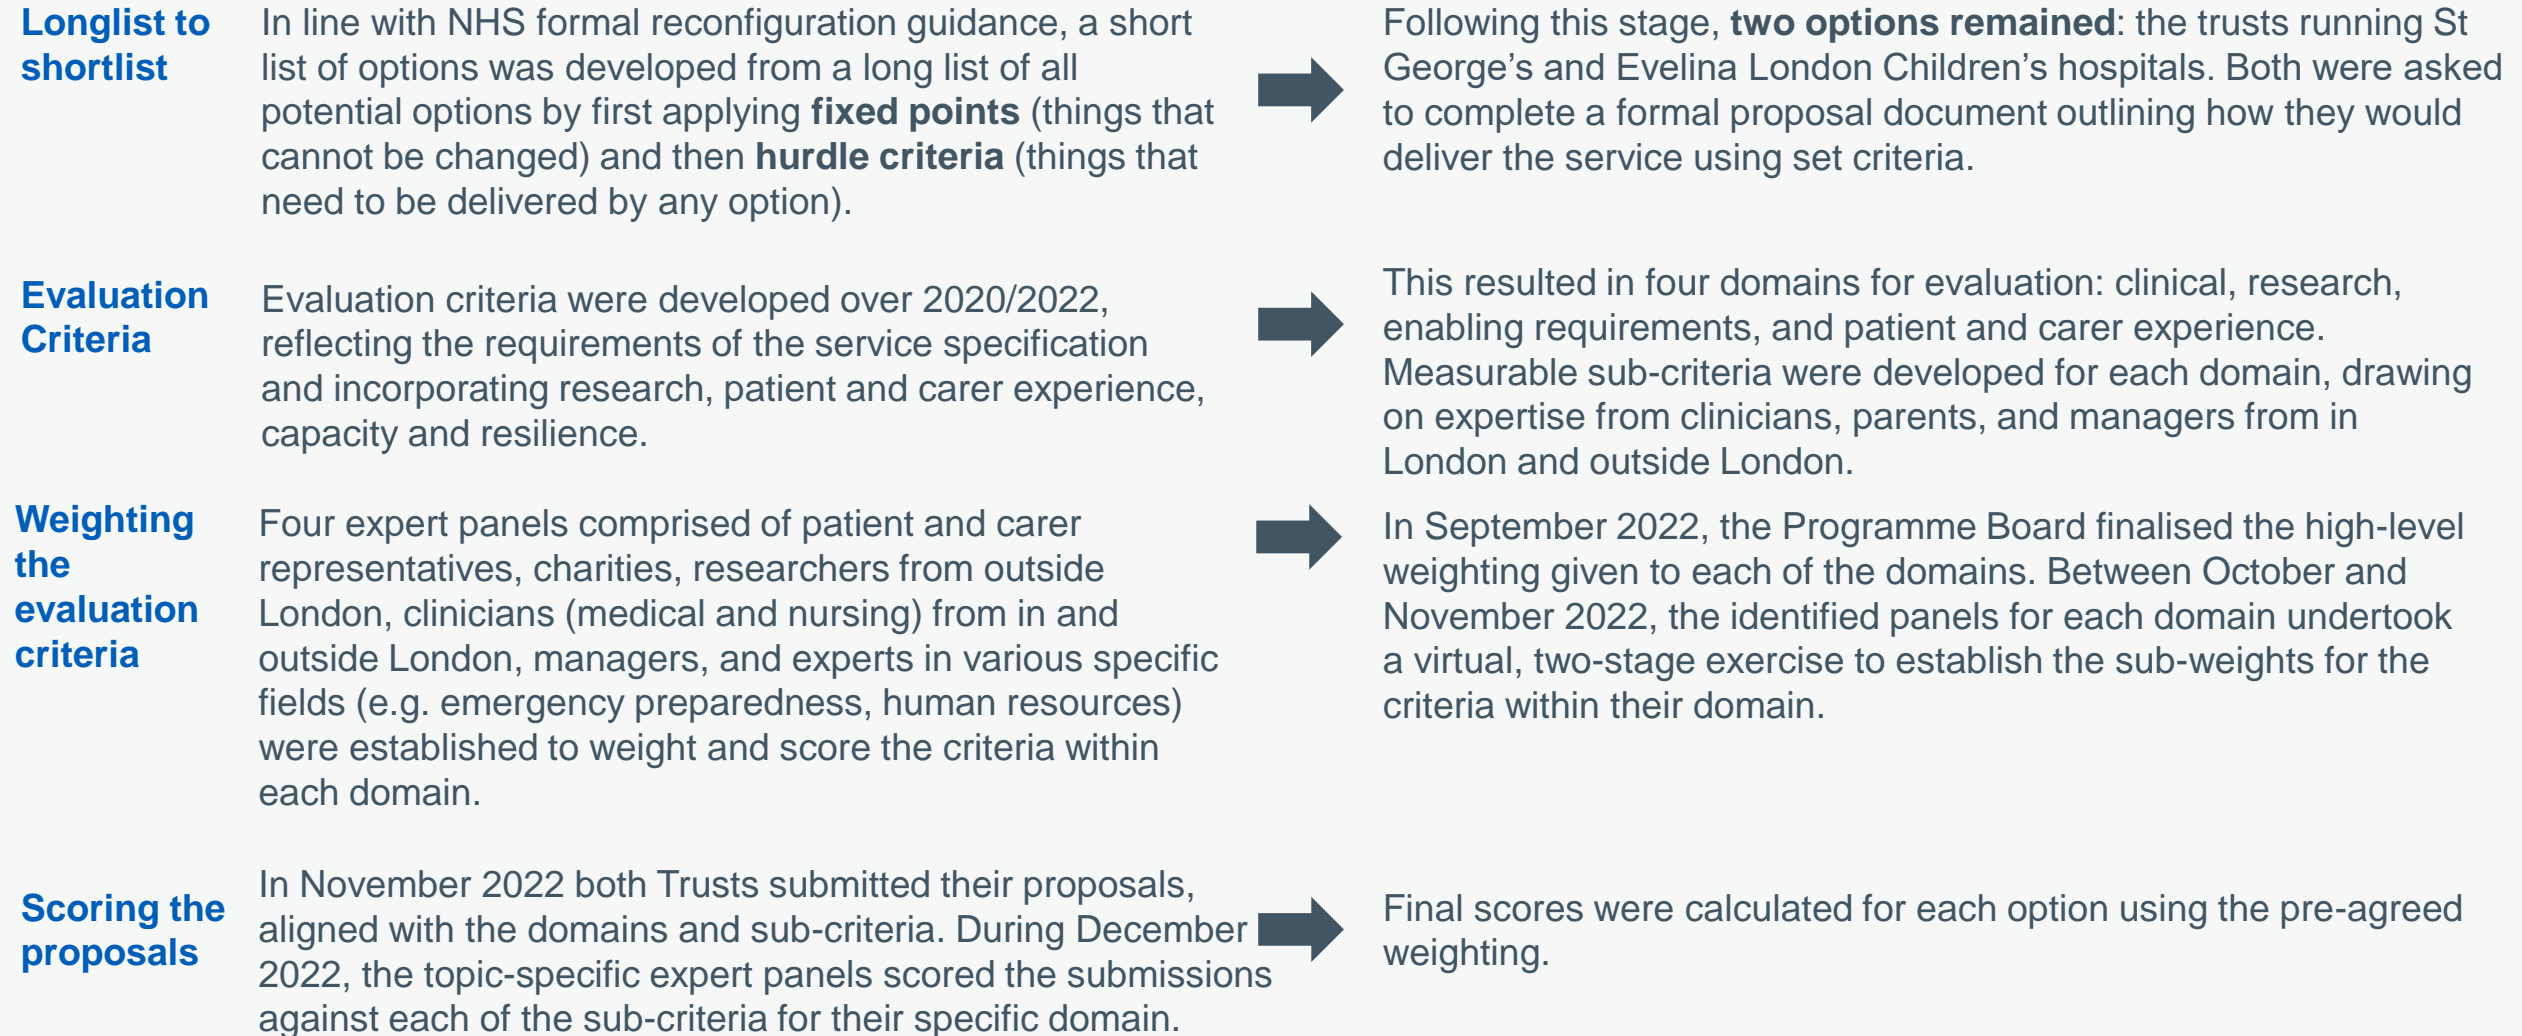 Longlist to
shortlist
In line with NHS formal reconfiguration guidance, a short
list of options was developed from a long list of all
potential options by first applying fixed points (things that
cannot be changed) and then hurdle criteria (things that
need to be delivered by any option).
Following this stage, two options remained: the trusts running St
George’s and Evelina London Children’s hospitals. Both were asked
to complete a formal proposal document outlining how they would
deliver the service using set criteria.
Evaluation
Criteria
Evaluation criteria were developed over 2020/2022,
reflecting the requirements of the service specification
and incorporating research, patient and carer experience,
capacity and resilience.
This resulted in four domains for evaluation: clinical, research,
enabling requirements, and patient and carer experience.
Measurable sub-criteria were developed for each domain, drawing
on expertise from clinicians, parents, and managers from in
London and outside London.
Weighting
the
evaluation
criteria
Four expert panels comprised of patient and carer
representatives, charities, researchers from outside
London, clinicians (medical and nursing) from in and
outside London, managers, and experts in various specific
fields (e.g. emergency preparedness, human resources)
were established to weight and score the criteria within
each domain.
In September 2022, the Programme Board finalised the high-level
weighting given to each of the domains. Between October and
November 2022, the identified panels for each domain undertook
a virtual, two-stage exercise to establish the sub-weights for the
criteria within their domain.
Scoring the
proposals
In November 2022 both Trusts submitted their proposals,
aligned with the domains and sub-criteria. During December
2022, the topic-specific expert panels scored the submissions
against each of the sub-criteria for their specific domain.
Final scores were calculated for each option using the pre-agreed
weighting.